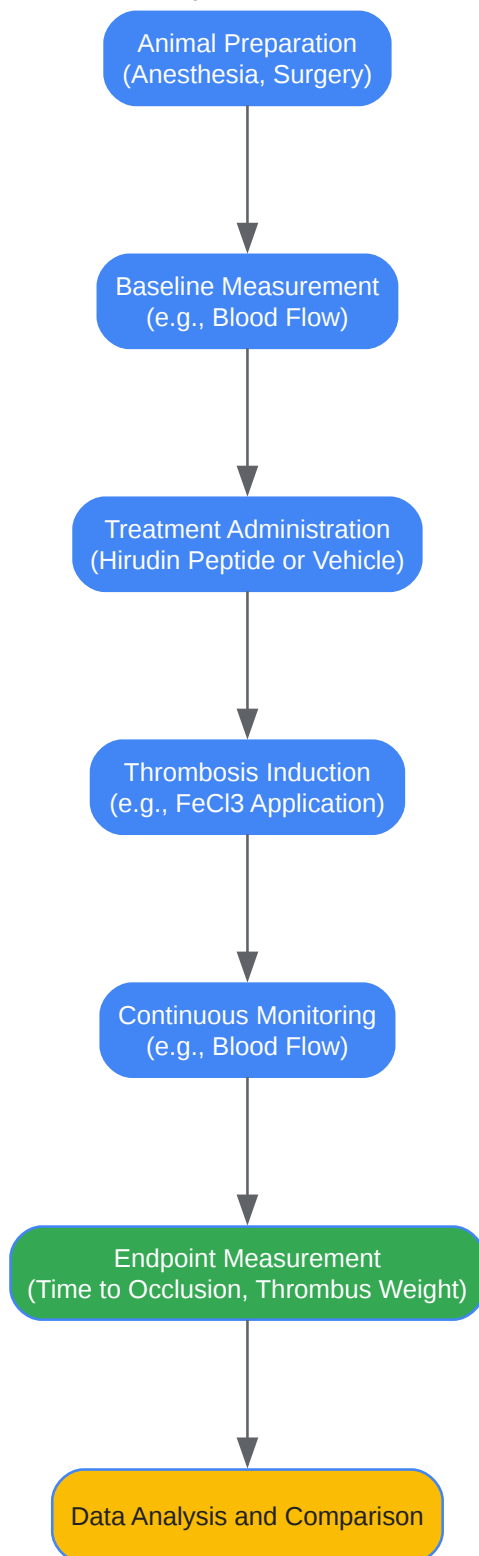 Animal Preparation
(Anesthesia, Surgery)
Baseline Measurement
(e.g., Blood Flow)
Treatment Administration
(Hirudin Peptide or Vehicle)
Thrombosis Induction
(e.g., FeCl3 Application)
Continuous Monitoring
(e.g., Blood Flow)
Endpoint Measurement
(Time to Occlusion, Thrombus Weight)
Data Analysis and Comparison